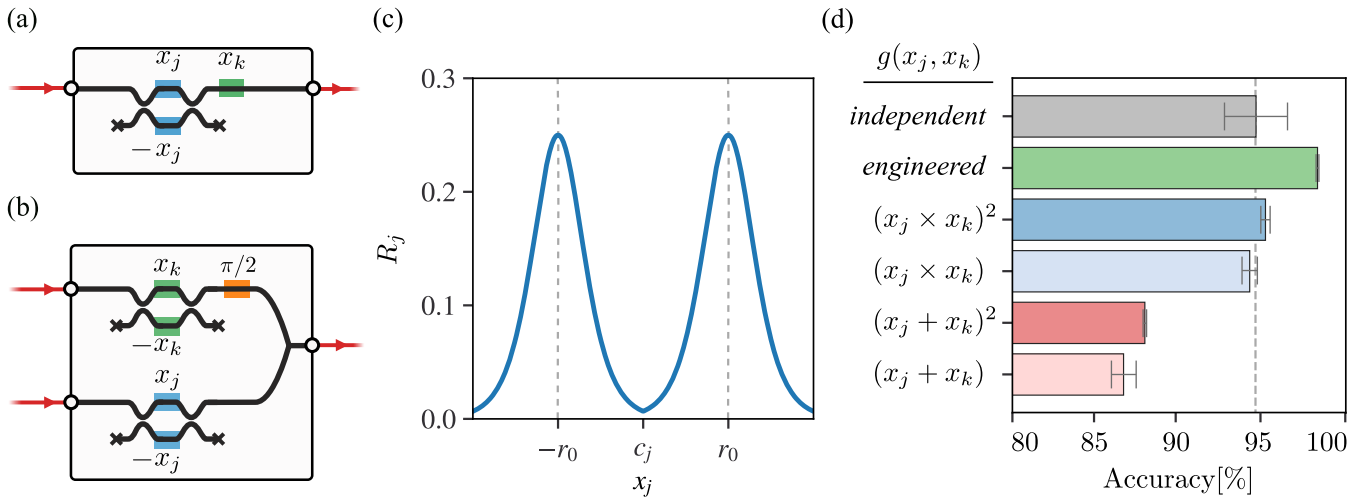 (a)
x_j
x_k
−x_j
(b)
x_k
π/2
−x_k
x_j
−x_j
(c)
0.3
0.2
0.1
0.0
R_j
−r_0
c_j
r_0
x_j
(d)
g(x_j, x_k)
independent
engineered
(x_j × x_k)^2
(x_j × x_k)
(x_j + x_k)^2
(x_j + x_k)
80 85 90 95 100
Accuracy[%]